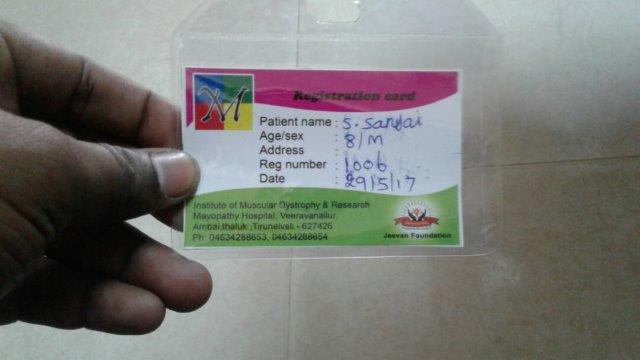 M
Registration card
Patient name : S. Sanjai
Age/sex : 8/M
Address :
Reg number : 1006
Date : 29/5/17
Institute of Muscular Dystrophy & Research
Mayopathy Hospital, Veeravanallur,
Ambai,thaluk ,Tirunelveli - 627426
Ph: 04634288653, 04634288654
Jeevan Foundation